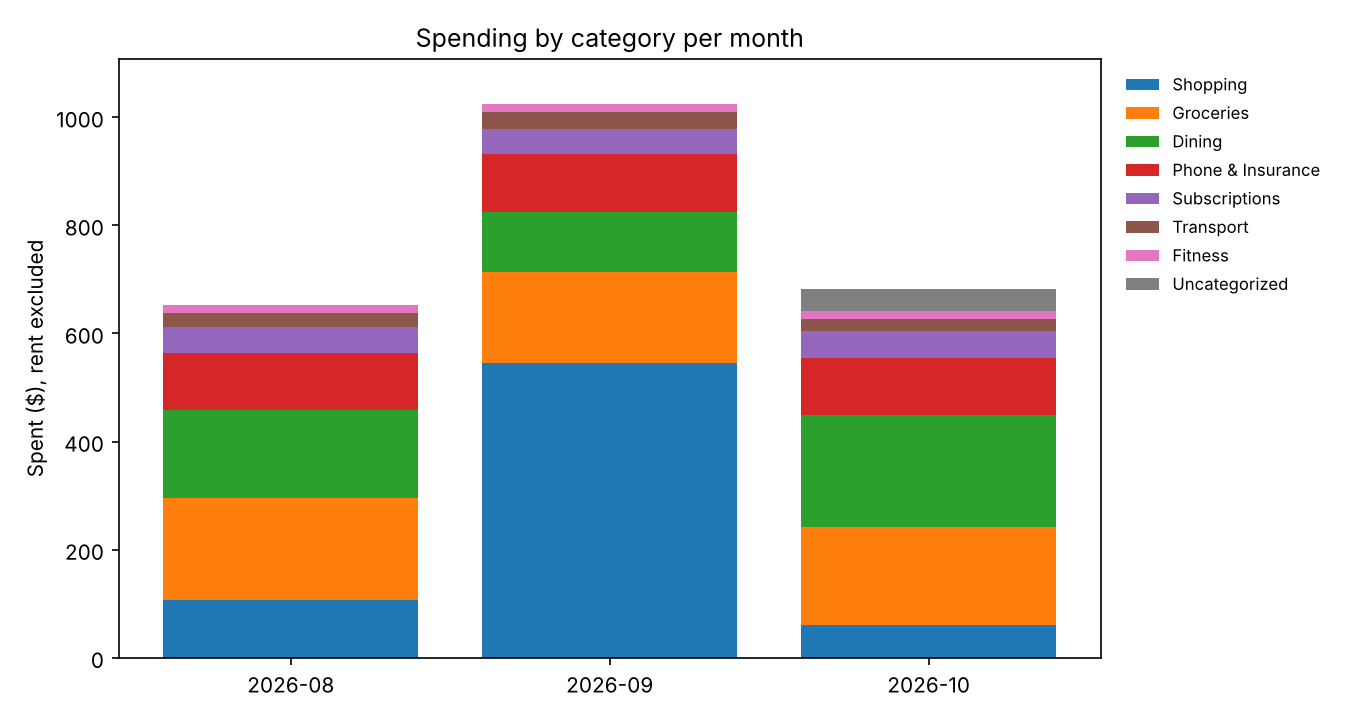 Spending by category per month
Spent ($), rent excluded
1000
800
600
400
200
0
2026-08
2026-09
2026-10
Shopping
Groceries
Dining
Phone & Insurance
Subscriptions
Transport
Fitness
Uncategorized